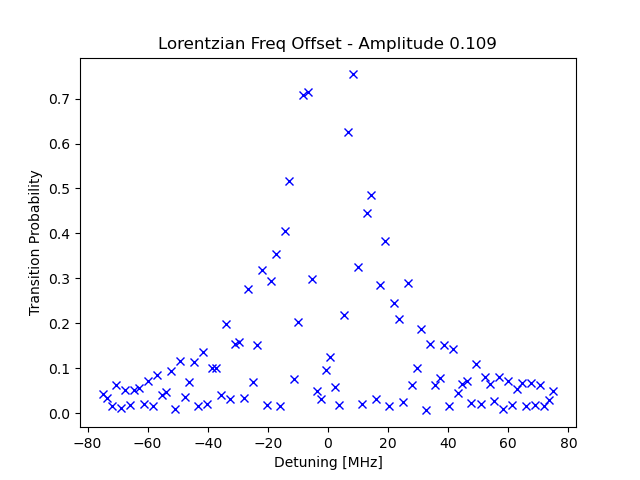 Lorentzian Freq Offset - Amplitude 0.109
Transition Probability
0.7
0.6
0.5
0.4
0.3
0.2
0.1
0.0
−80 −60 −40 −20 0 20 40 60 80
Detuning [MHz]